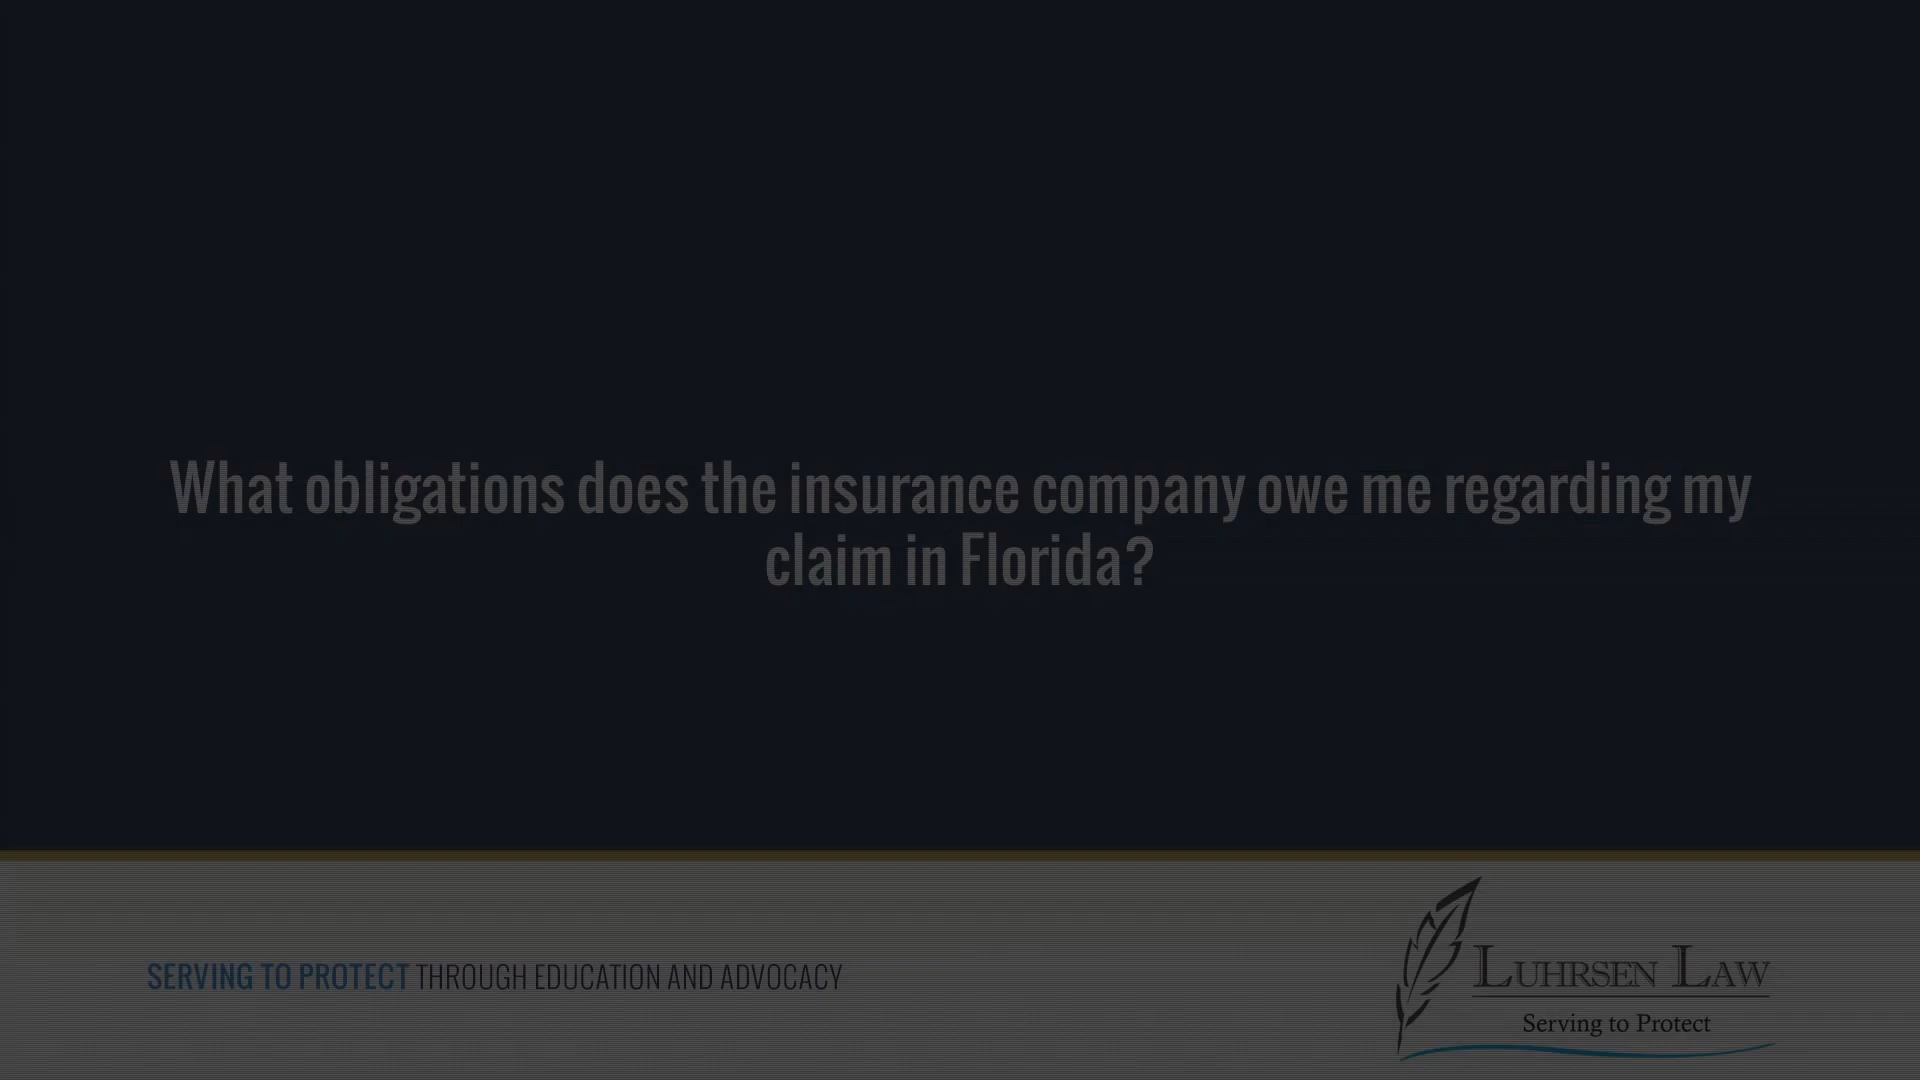 What obligations does the insurance company owe me regarding my
claim in Florida?
SERVING TO PROTECT THROUGH EDUCATION AND ADVOCACY
LUHRSEN LAW
Serving to Protect